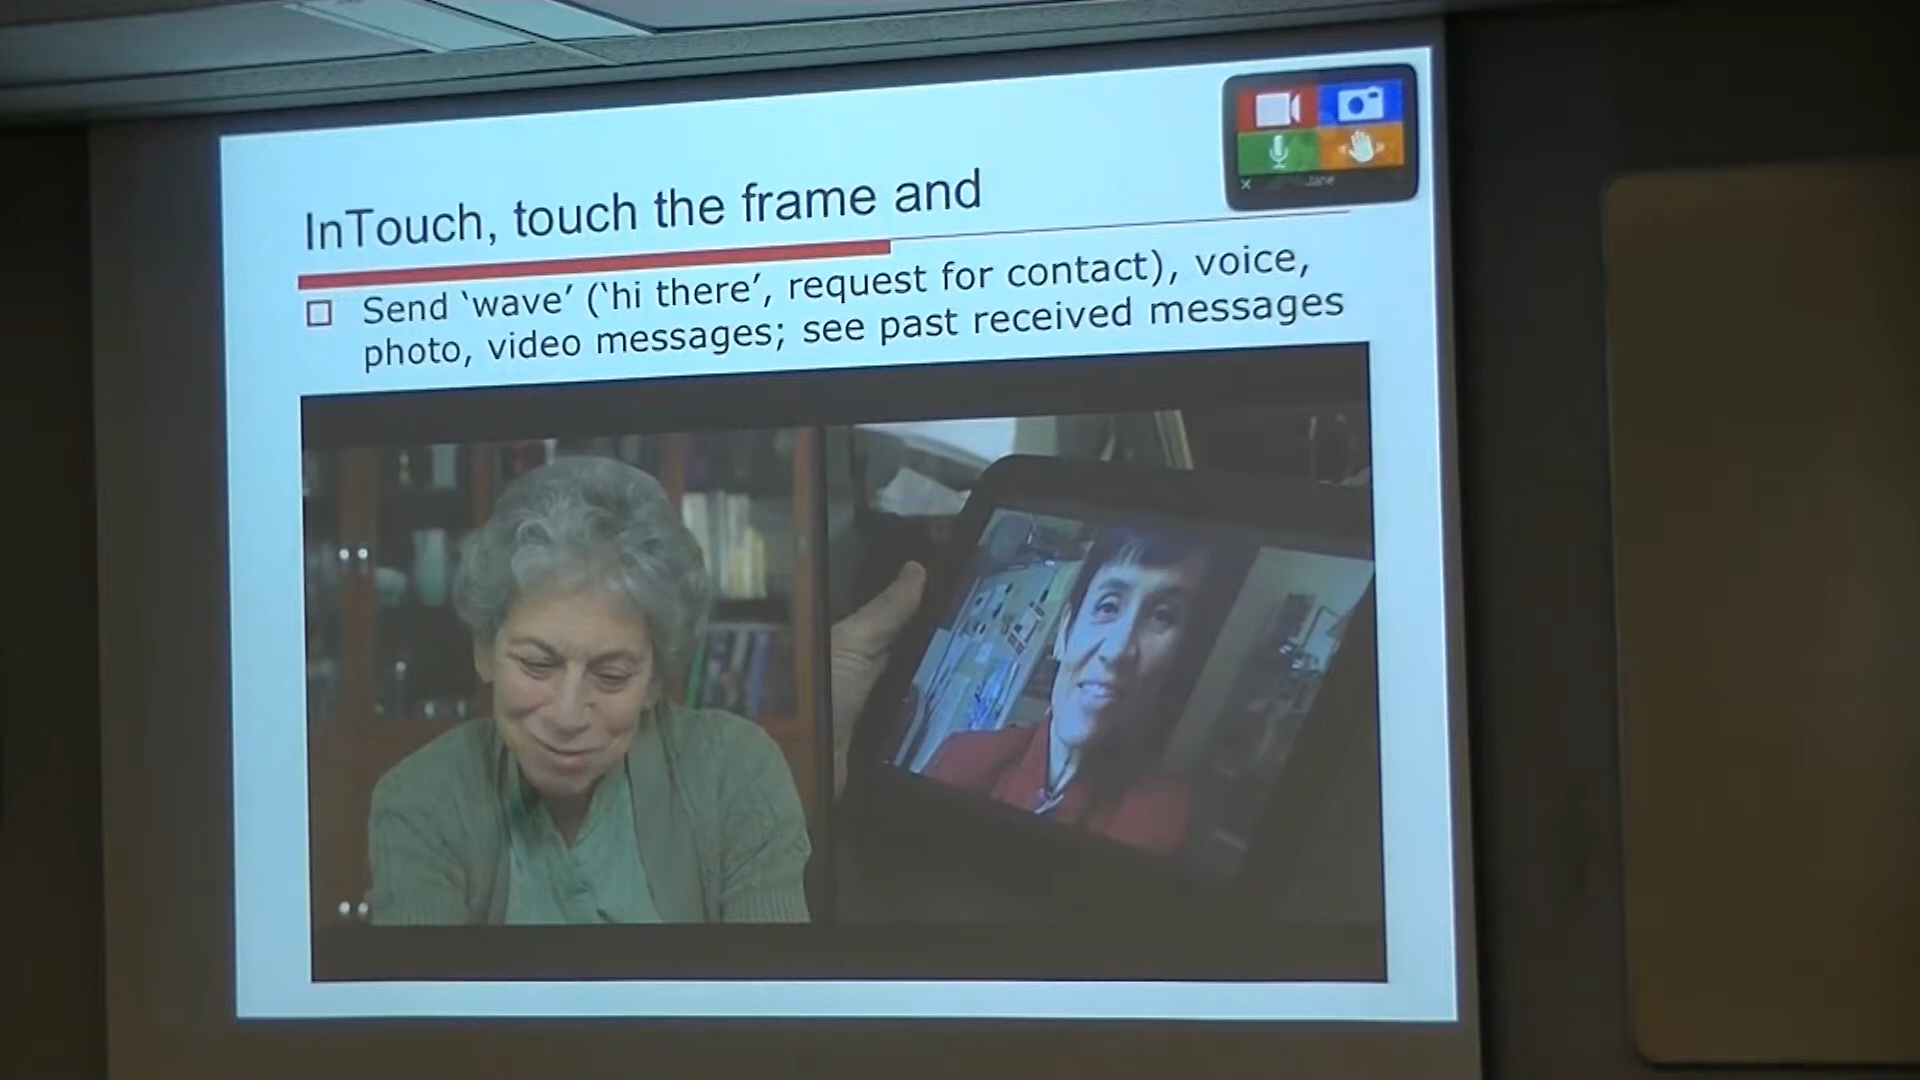 InTouch, touch the frame and
Send ‘wave’ (‘hi there’, request for contact), voice,
photo, video messages; see past received messages
Jane